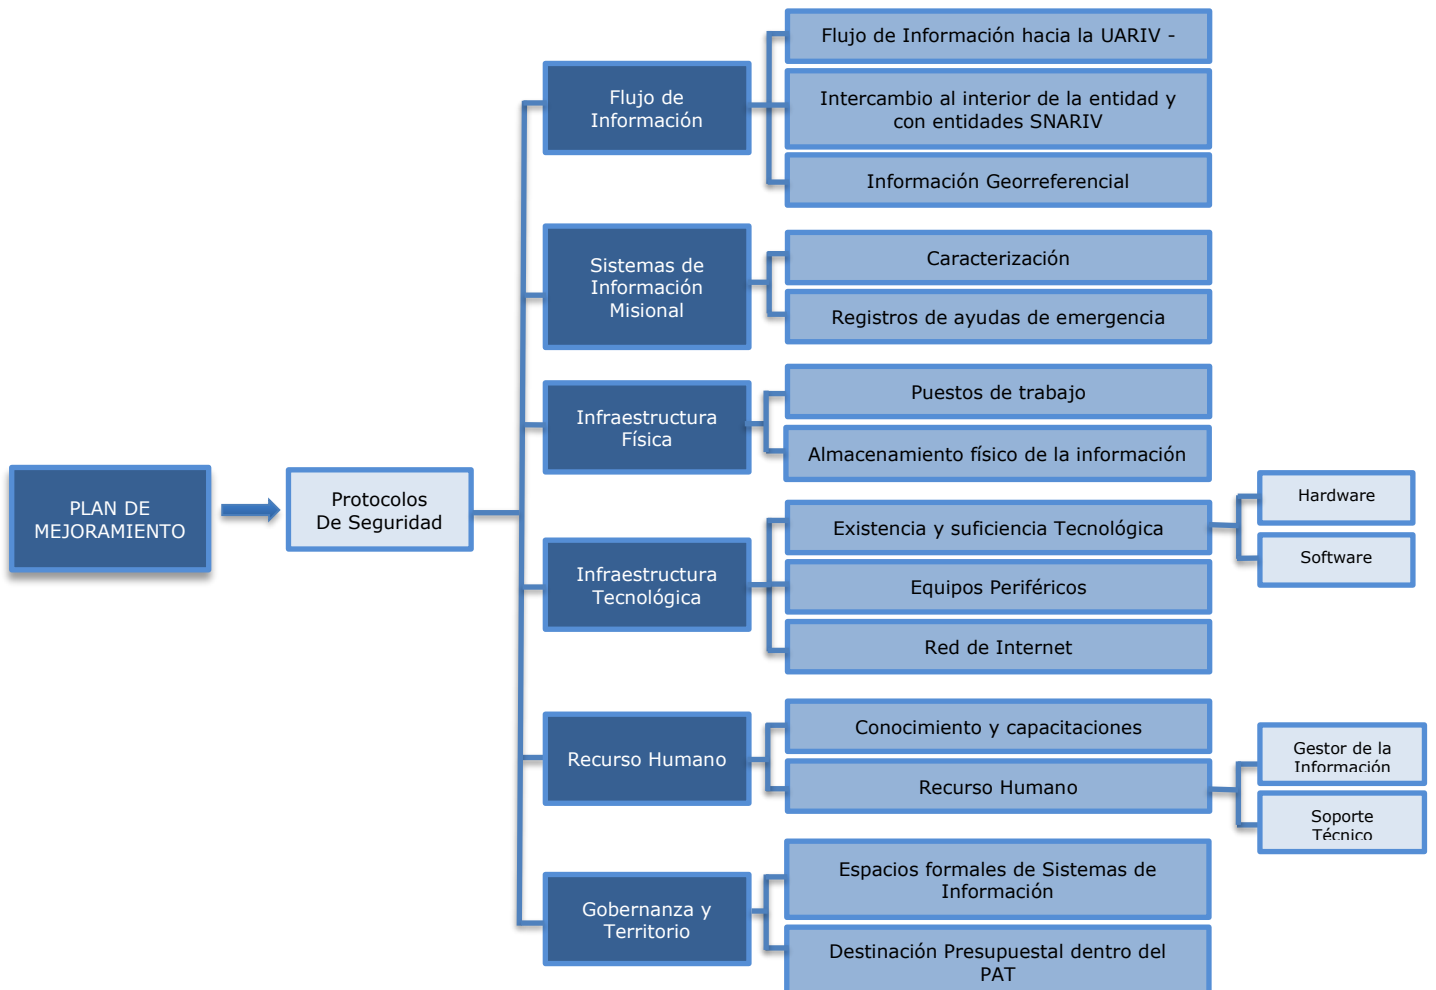 PLAN DE
MEJORAMIENTO
Protocolos
De Seguridad
Flujo de
Información
Flujo de Información hacia la UARIV -
Intercambio al interior de la entidad y
con entidades SNARIV
Información Georreferencial
Sistemas de
Información
Misional
Caracterización
Registros de ayudas de emergencia
Infraestructura
Física
Puestos de trabajo
Almacenamiento físico de la información
Infraestructura
Tecnológica
Existencia y suficiencia Tecnológica
Hardware
Software
Equipos Periféricos
Red de Internet
Recurso Humano
Conocimiento y capacitaciones
Recurso Humano
Gestor de la
Información
Soporte
Técnico
Gobernanza y
Territorio
Espacios formales de Sistemas de
Información
Destinación Presupuestal dentro del
PAT